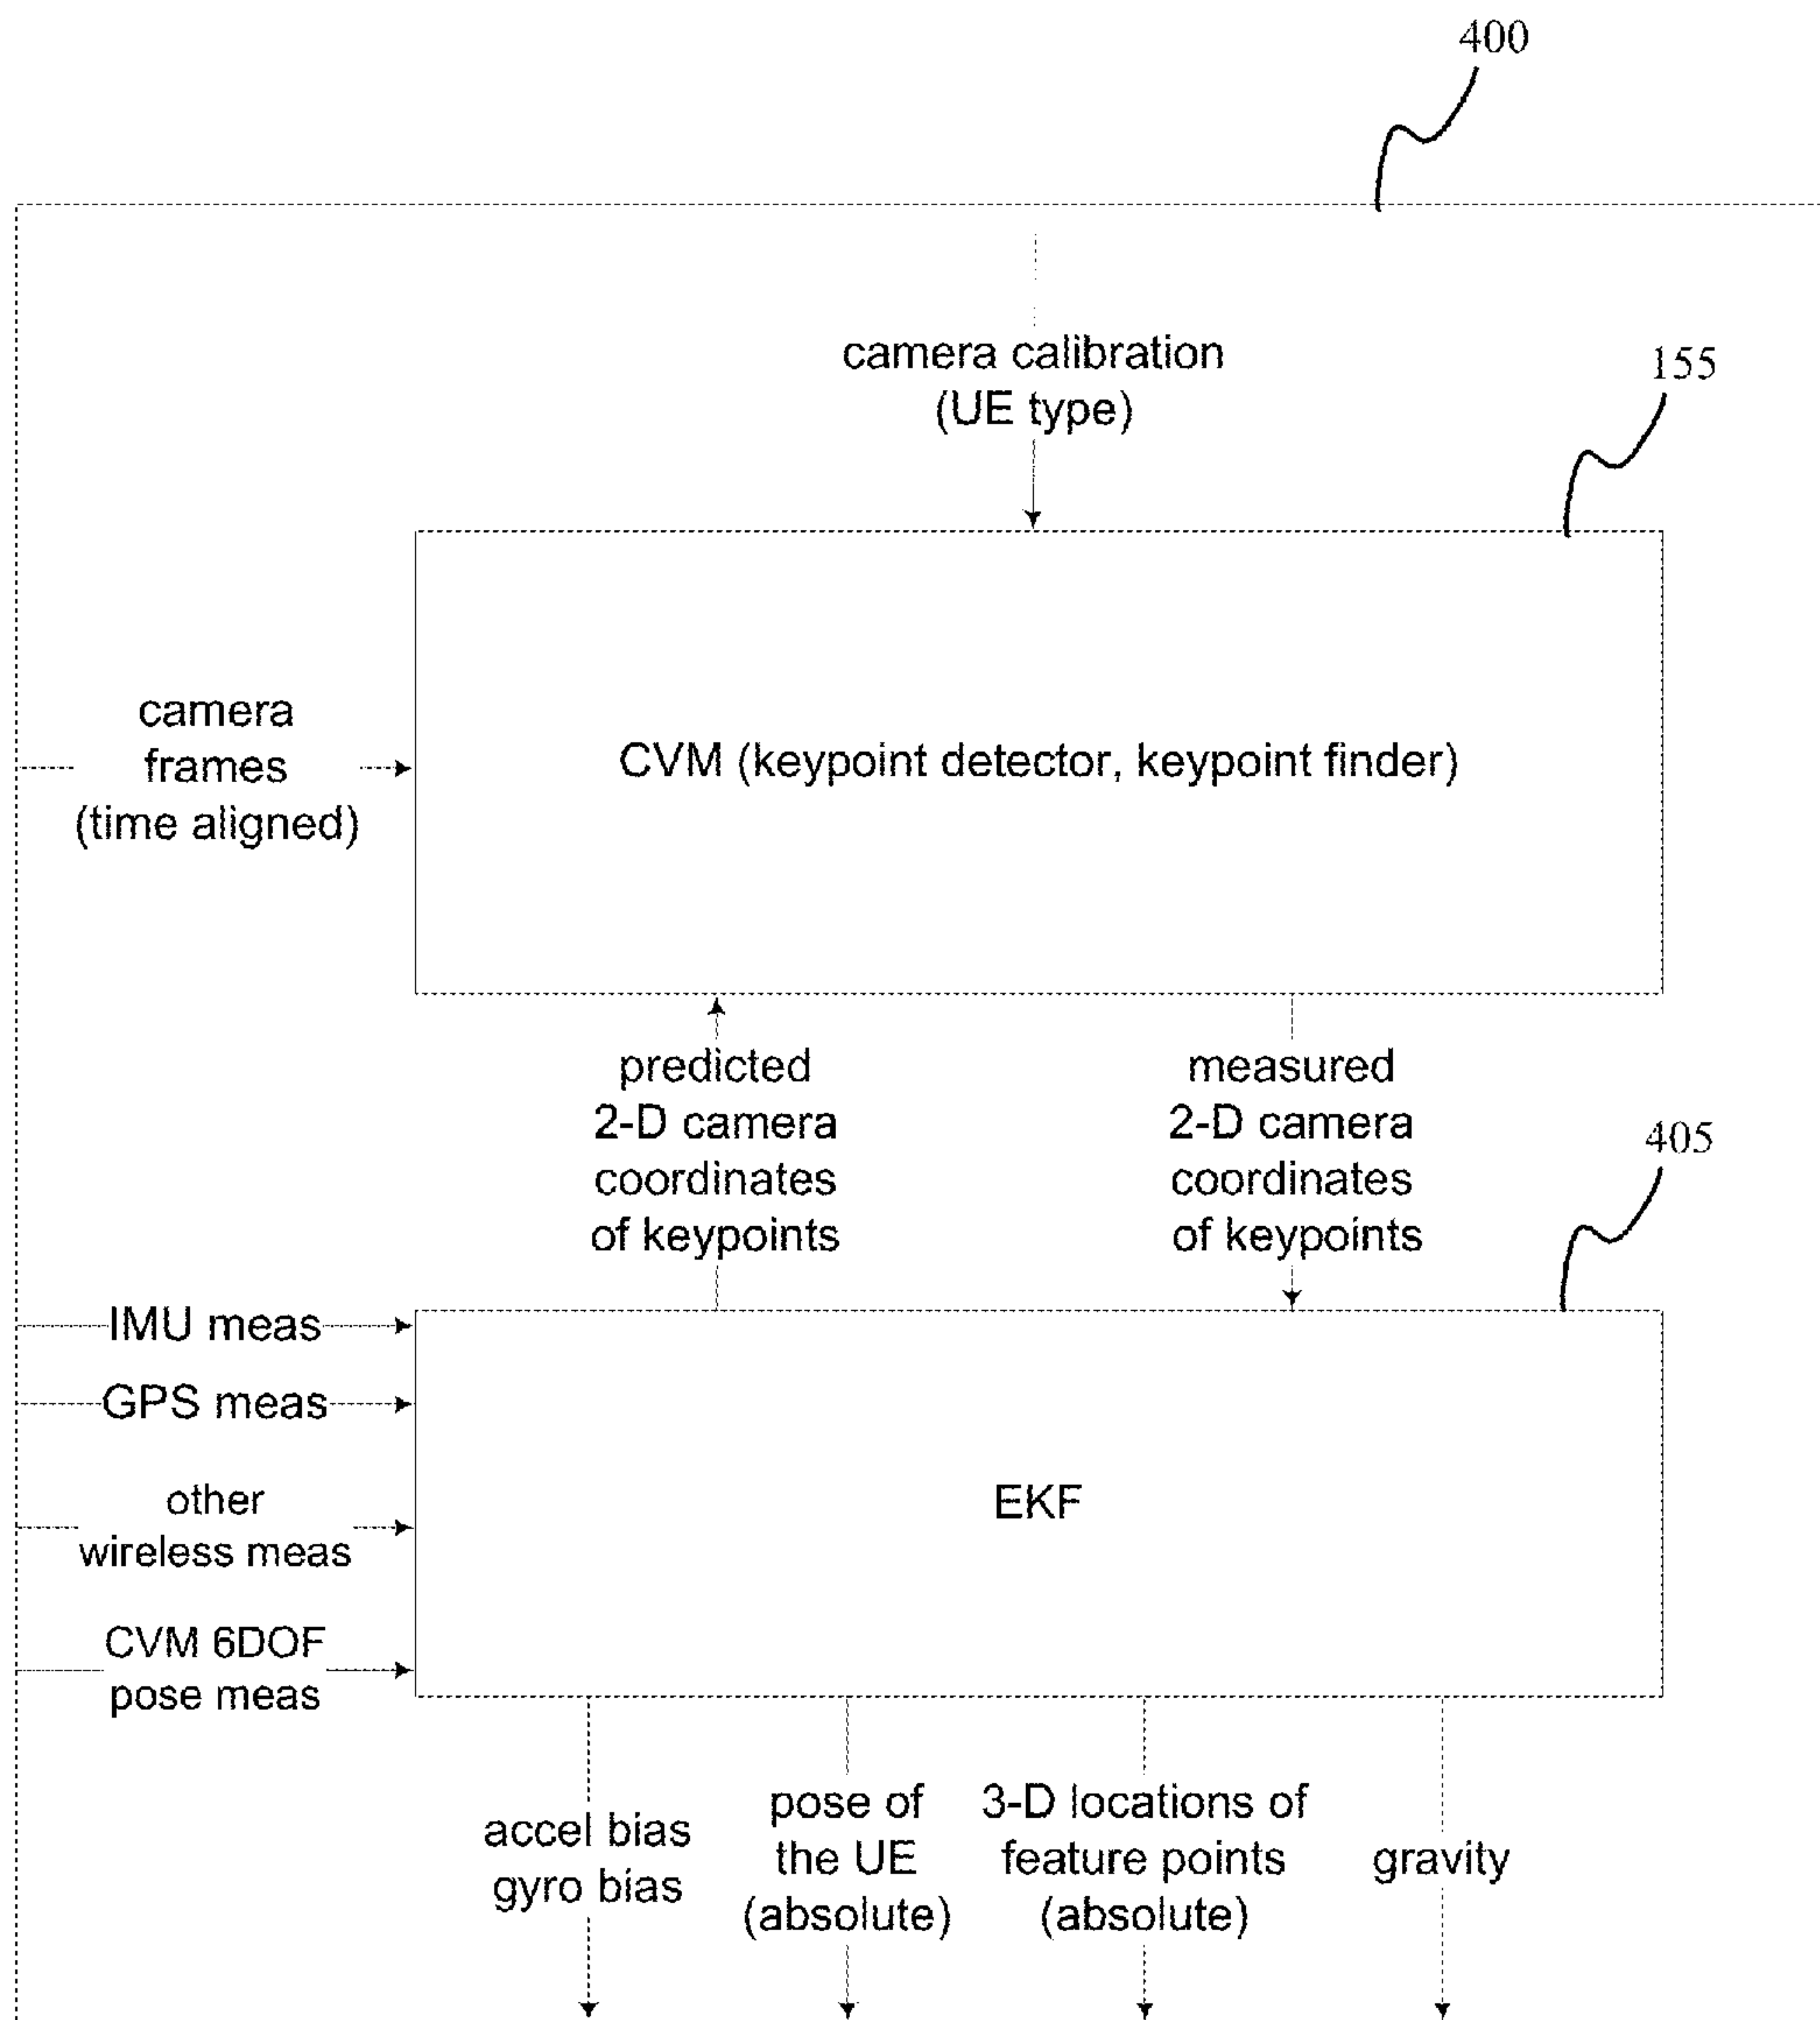 400
camera calibration
(UE type)
155
camera
frames
(time aligned)
CVM (keypoint detector, keypoint finder)
predicted
2-D camera
coordinates
of keypoints
measured
2-D camera
coordinates
of keypoints
405
IMU meas
GPS meas
other
wireless meas
CVM 6DOF
pose meas
EKF
accel bias
gyro bias
pose of
the UE
(absolute)
3-D locations of
feature points
(absolute)
gravity